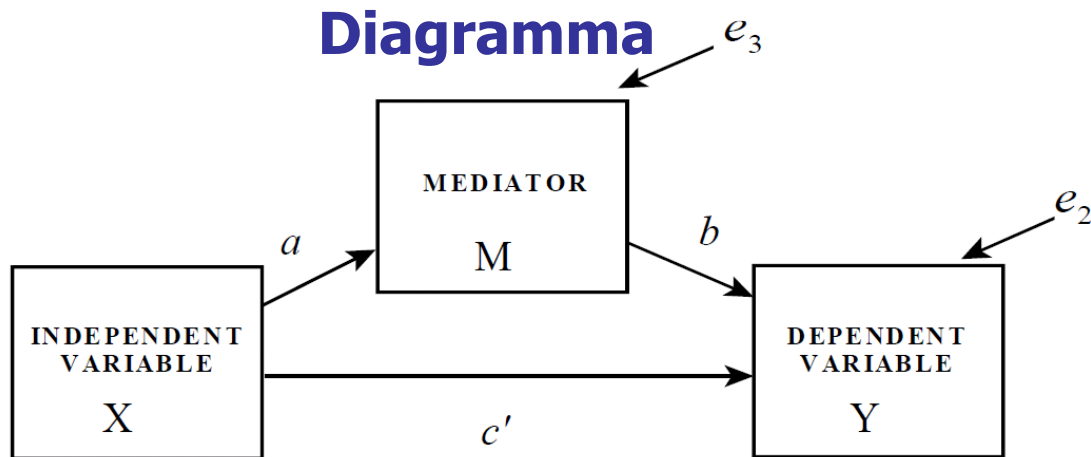 Diagramma
e3
MEDIATOR
M
a
b
e2
INDEPENDENT
VARIABLE
X
DEPENDENT
VARIABLE
Y
c'